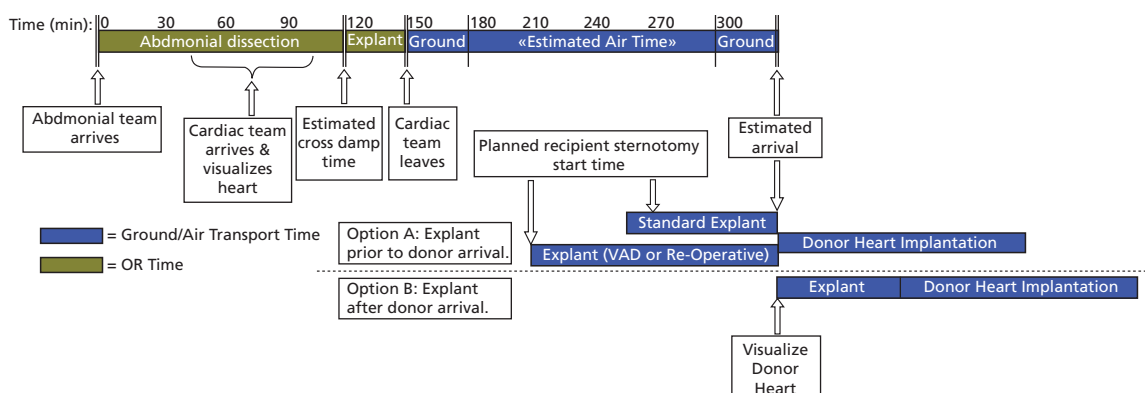 Time (min): 0 30 60 90 120 150 180 210 240 270 300
Abdmonial dissection Explant Ground «Estimated Air Time» Ground
Abdmonial team
arrives
Cardiac team
arrives &
visualizes
heart
Estimated
cross damp
time
Cardiac
team
leaves
Planned recipient sternotomy
start time
Estimated
arrival
= Ground/Air Transport Time
= OR Time
Option A: Explant
prior to donor arrival.
Standard Explant
Explant (VAD or Re-Operative)
Donor Heart Implantation
Option B: Explant
after donor arrival.
Explant Donor Heart Implantation
Visualize
Donor
Heart